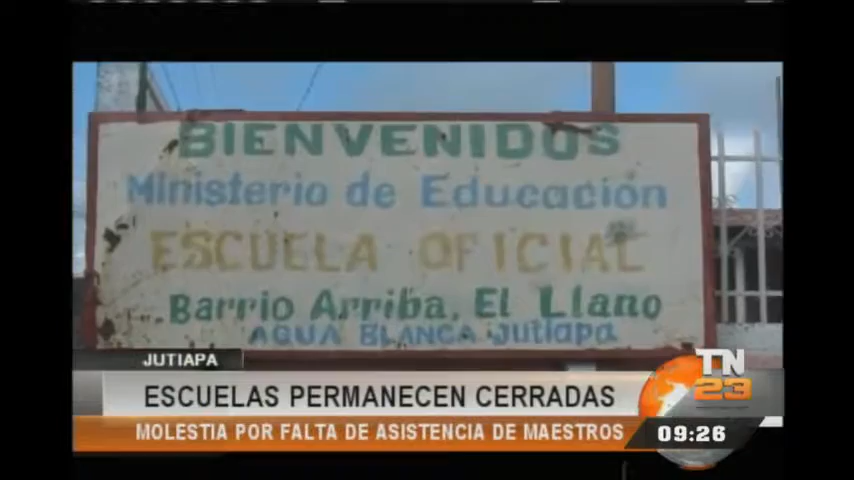 BIENVENIDOS
Ministerio de Educación
ESCUELA OFICIAL
Barrio Arriba, El Llano
AGUA BLANCA Jutiapa
JUTIAPA
ESCUELAS PERMANECEN CERRADAS
MOLESTIA POR FALTA DE ASISTENCIA DE MAESTROS
TN
23
09:26